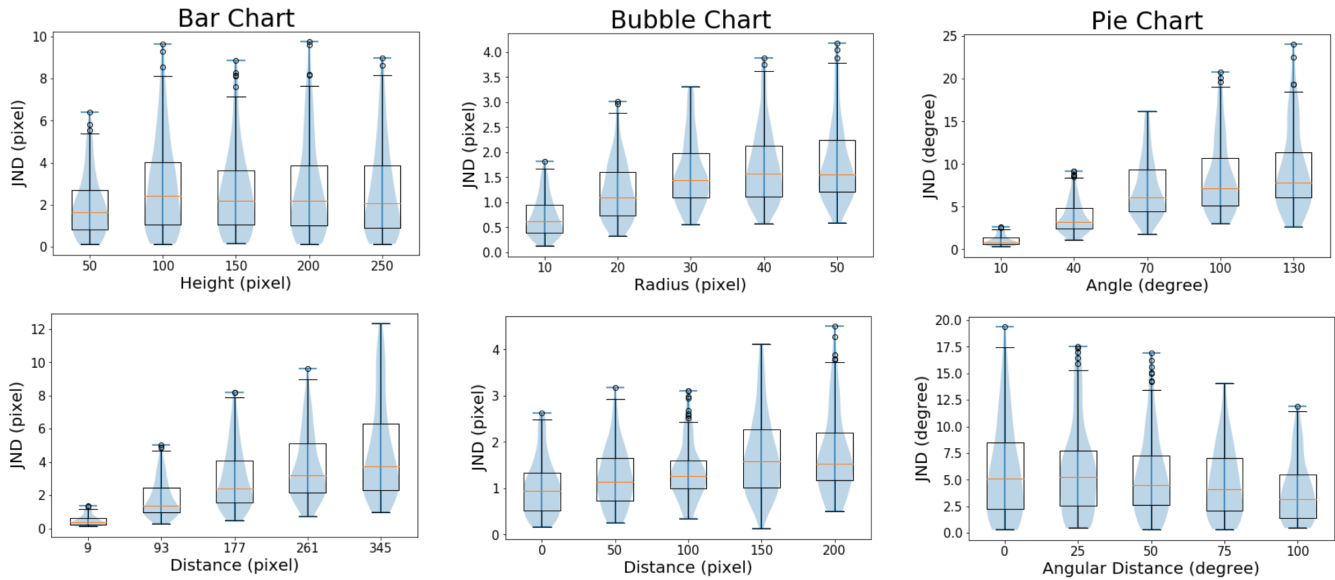 Bar Chart
Bubble Chart
Pie Chart
JND (pixel)
10
8
6
4
2
0
50 100 150 200 250
Height (pixel)
JND (pixel)
4.0
3.5
3.0
2.5
2.0
1.5
1.0
0.5
0.0
10 20 30 40 50
Radius (pixel)
JND (degree)
25
20
15
10
5
0
10 40 70 100 130
Angle (degree)
JND (pixel)
12
10
8
6
4
2
0
9 93 177 261 345
Distance (pixel)
JND (pixel)
4
3
2
1
0
0 50 100 150 200
Distance (pixel)
JND (degree)
20.0
17.5
15.0
12.5
10.0
7.5
5.0
2.5
0.0
0 25 50 75 100
Angular Distance (degree)